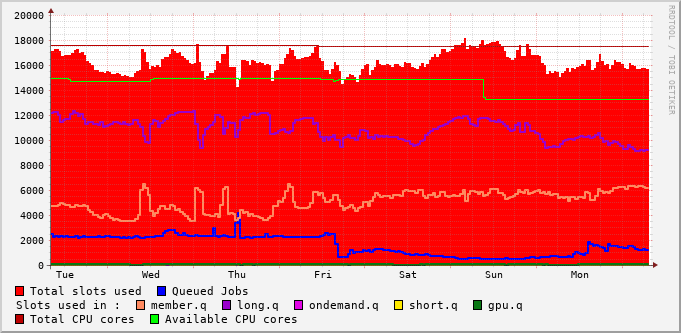 20000
18000
16000
14000
12000
10000
8000
6000
4000
2000
0
Tue Wed Thu Fri Sat Sun Mon
RRDTOOL / TOBI OETIKER
Total slots used Queued Jobs
Slots used in : member.q long.q ondemand.q short.q gpu.q
Total CPU cores Available CPU cores